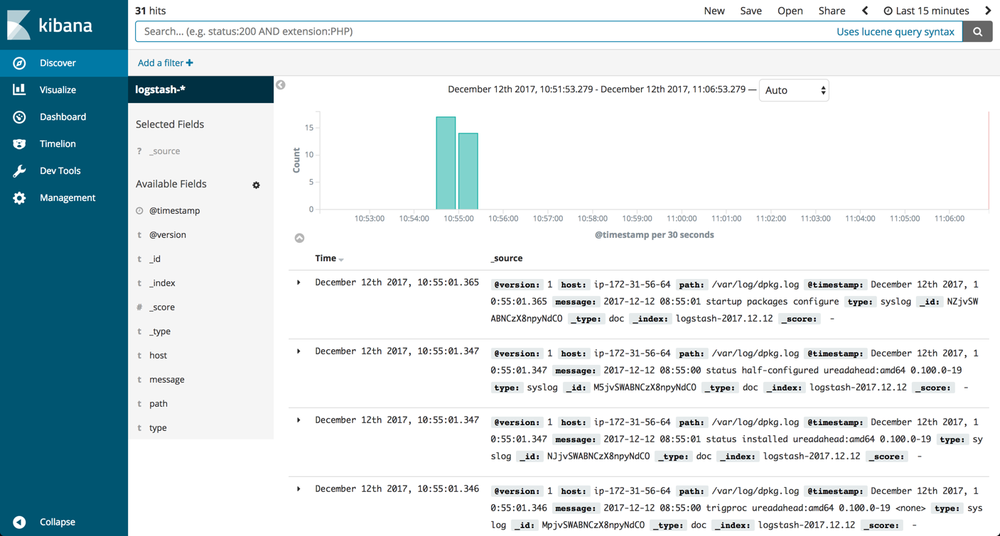 31 hits
New Save Open Share Last 15 minutes
kibana
Search... (e.g. status:200 AND extension:PHP) Uses lucene query syntax
Discover
Add a filter
Visualize
Dashboard
Timelion
Dev Tools
Management
Collapse
logstash-*
Selected Fields
? _source
Available Fields
@timestamp
t @version
t _id
t _index
# _score
t _type
t host
t message
t path
t type
December 12th 2017, 10:51:53.279 - December 12th 2017, 11:06:53.279 — Auto
Count
15
10
5
0
10:53:00 10:54:00 10:55:00 10:56:00 10:57:00 10:58:00 10:59:00 11:00:00 11:01:00 11:02:00 11:03:00 11:04:00 11:05:00 11:06:00
@timestamp per 30 seconds
Time _source
December 12th 2017, 10:55:01.365 @version: 1 host: ip-172-31-56-64 path: /var/log/dpkg.log @timestamp: December 12th 2017, 1
0:55:01.365 message: 2017-12-12 08:55:01 startup packages configure type: syslog _id: NZjvSW
ABNCzX8npyNdCO _type: doc _index: logstash-2017.12.12 _score: -
December 12th 2017, 10:55:01.347 @version: 1 host: ip-172-31-56-64 path: /var/log/dpkg.log @timestamp: December 12th 2017, 1
0:55:01.347 message: 2017-12-12 08:55:00 status half-configured ureadahead:amd64 0.100.0-19
type: syslog _id: M5jvSWABNCzX8npyNdCO _type: doc _index: logstash-2017.12.12 _score: -
December 12th 2017, 10:55:01.347 @version: 1 host: ip-172-31-56-64 path: /var/log/dpkg.log @timestamp: December 12th 2017, 1
0:55:01.347 message: 2017-12-12 08:55:01 status installed ureadahead:amd64 0.100.0-19 type: sy
slog _id: NJjvSWABNCzX8npyNdCO _type: doc _index: logstash-2017.12.12 _score: -
December 12th 2017, 10:55:01.346 @version: 1 host: ip-172-31-56-64 path: /var/log/dpkg.log @timestamp: December 12th 2017, 1
0:55:01.346 message: 2017-12-12 08:55:00 trigproc ureadahead:amd64 0.100.0-19 <none> type: sys
log _id: MpjvSWABNCzX8npyNdCO _type: doc _index: logstash-2017.12.12 _score: -